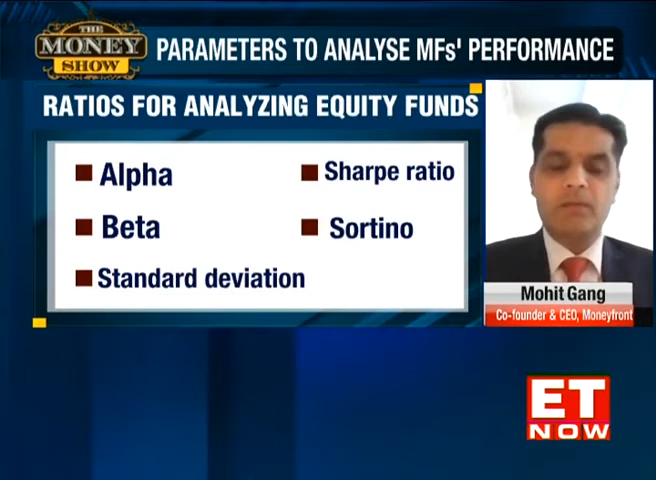 THE
MONEY
SHOW
PARAMETERS TO ANALYSE MFs' PERFORMANCE
RATIOS FOR ANALYZING EQUITY FUNDS
Alpha
Sharpe ratio
Beta
Sortino
Standard deviation
Mohit Gang
Co-founder & CEO, Moneyfront
ET
NOW